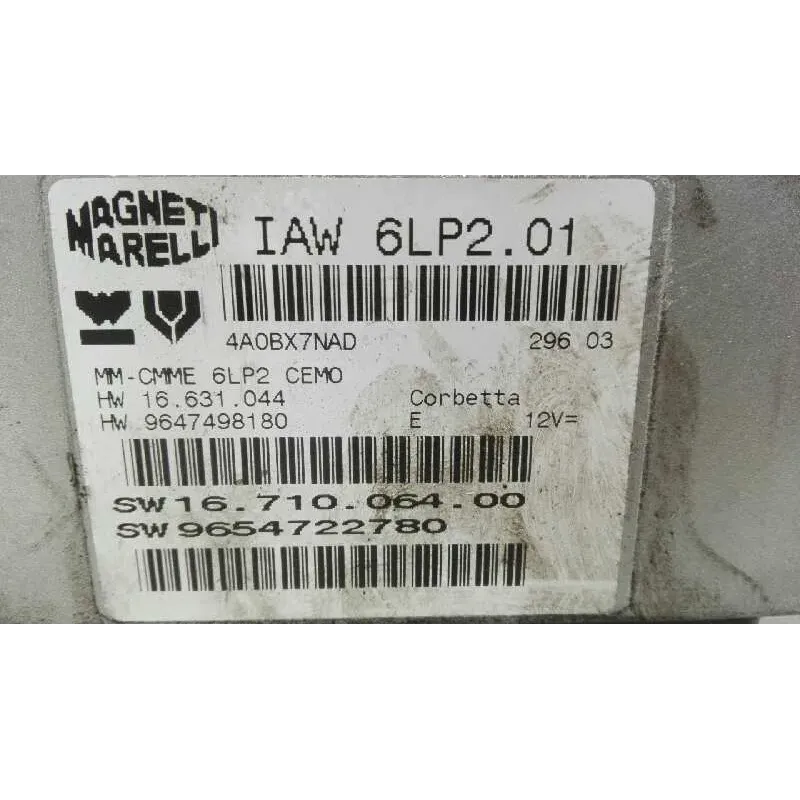 MAGNETI
MARELLI
IAW 6LP2.01
4A0BX7NAD 296 03
MM-CMME 6LP2 CEMO
HW 16.631.044 Corbetta
HW 9647498180 E 12V=
SW16.710.064.00
SW9654722780